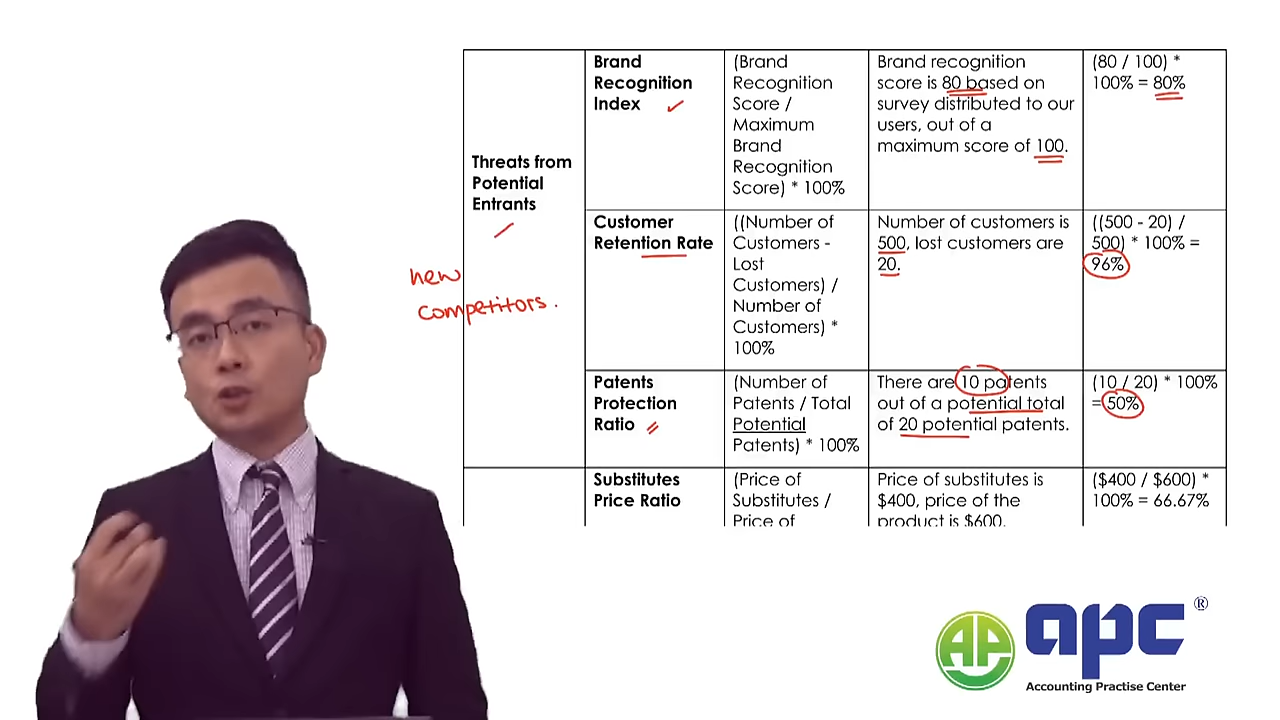 Threats from
Potential
Entrants
new
competitors.
Brand
Recognition
Index
(Brand
Recognition
Score /
Maximum
Brand
Recognition
Score) * 100%
Brand recognition
score is 80 based on
survey distributed to our
users, out of a
maximum score of 100.
(80 / 100) *
100% = 80%
Customer
Retention Rate
((Number of
Customers -
Lost
Customers) /
Number of
Customers) *
100%
Number of customers is
500, lost customers are
20.
((500 - 20) /
500) * 100% =
96%
Patents
Protection
Ratio
(Number of
Patents / Total
Potential
Patents) * 100%
There are 10 patents
out of a potential total
of 20 potential patents.
(10 / 20) * 100%
= 50%
Substitutes
Price Ratio
(Price of
Substitutes /
Price of
Price of substitutes is
$400, price of the
product is $600.
($400 / $600) *
100% = 66.67%
AP
apc®
Accounting Practise Center